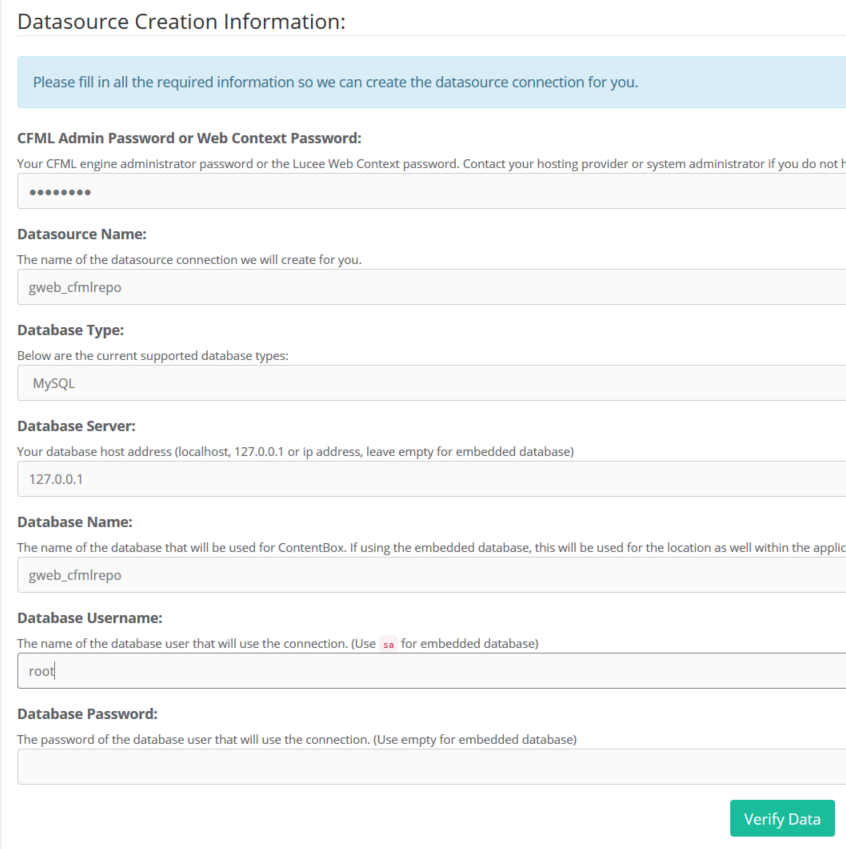 Datasource Creation Information:
Please fill in all the required information so we can create the datasource connection for you.
CFML Admin Password or Web Context Password:
Your CFML engine administrator password or the Lucee Web Context password. Contact your hosting provider or system administrator if you do not h
••••••••
Datasource Name:
The name of the datasource connection we will create for you.
gweb_cfmlrepo
Database Type:
Below are the current supported database types:
MySQL
Database Server:
Your database host address (localhost, 127.0.0.1 or ip address, leave empty for embedded database)
127.0.0.1
Database Name:
The name of the database that will be used for ContentBox. If using the embedded database, this will be used for the location as well within the applic
gweb_cfmlrepo
Database Username:
The name of the database user that will use the connection. (Use sa for embedded database)
root
Database Password:
The password of the database user that will use the connection. (Use empty for embedded database)
Verify Data